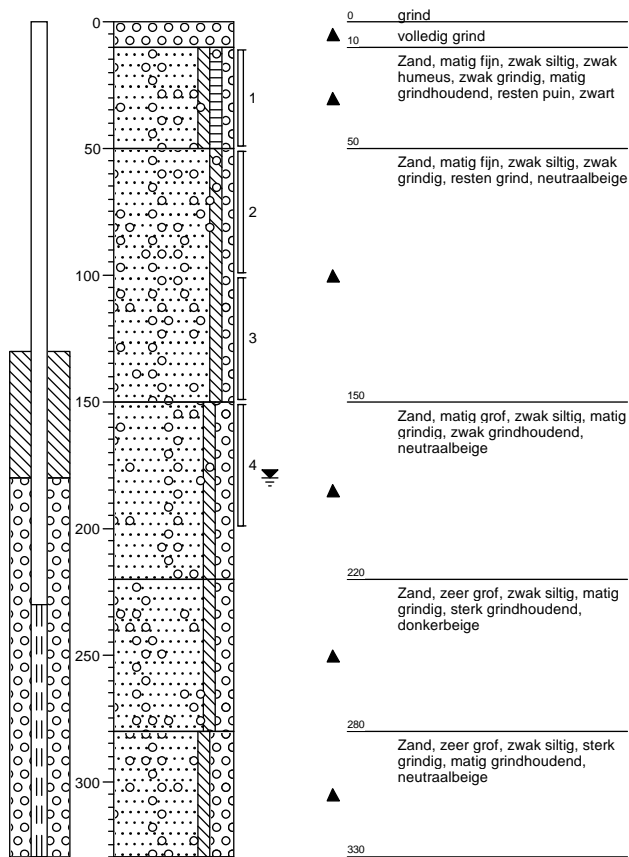 0
50
100
150
200
250
300
1
2
3
4
0 grind
10 volledig grind
Zand, matig fijn, zwak siltig, zwak
humeus, zwak grindig, matig
grindhoudend, resten puin, zwart
50
Zand, matig fijn, zwak siltig, zwak
grindig, resten grind, neutraalbeige
150
Zand, matig grof, zwak siltig, matig
grindig, zwak grindhoudend,
neutraalbeige
220
Zand, zeer grof, zwak siltig, matig
grindig, sterk grindhoudend,
donkerbeige
280
Zand, zeer grof, zwak siltig, sterk
grindig, matig grindhoudend,
neutraalbeige
330